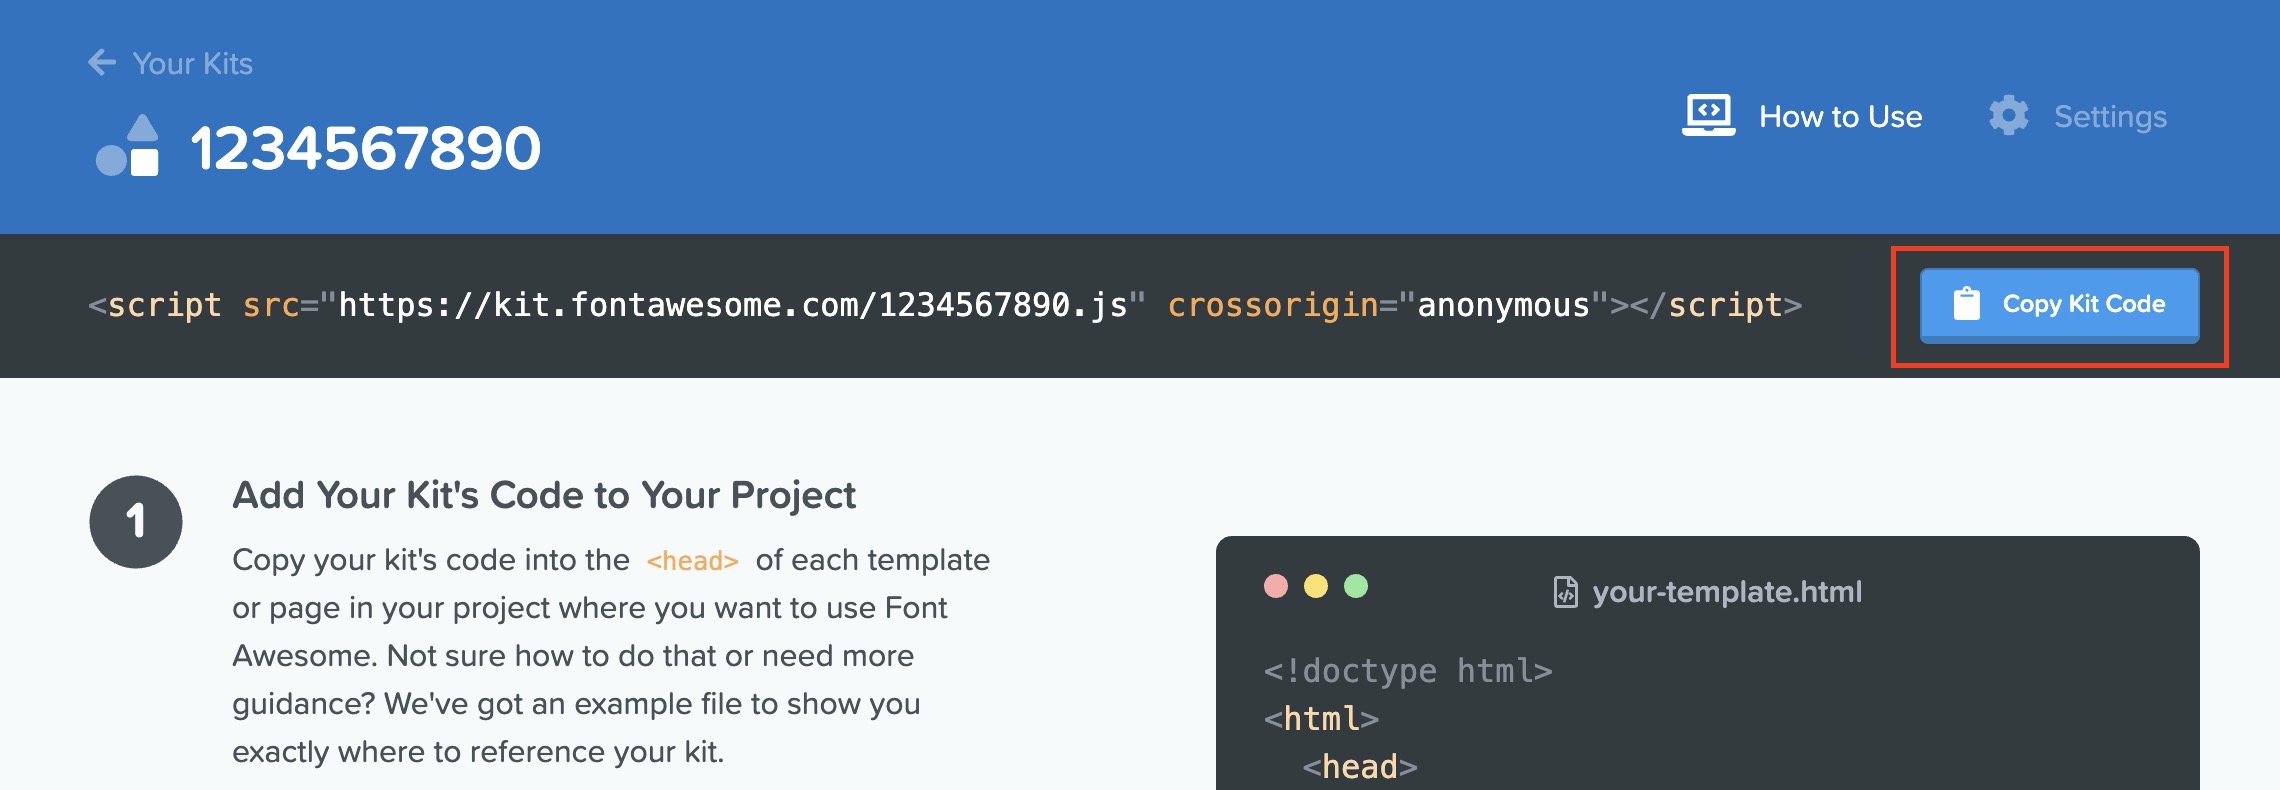 Your Kits
1234567890
How to Use
Settings
<script src="https://kit.fontawesome.com/1234567890.js" crossorigin="anonymous"></script>
Copy Kit Code
1
Add Your Kit's Code to Your Project
Copy your kit's code into the <head> of each template
or page in your project where you want to use Font
Awesome. Not sure how to do that or need more
guidance? We've got an example file to show you
exactly where to reference your kit.
your-template.html
<!doctype html>
<html>
<head>